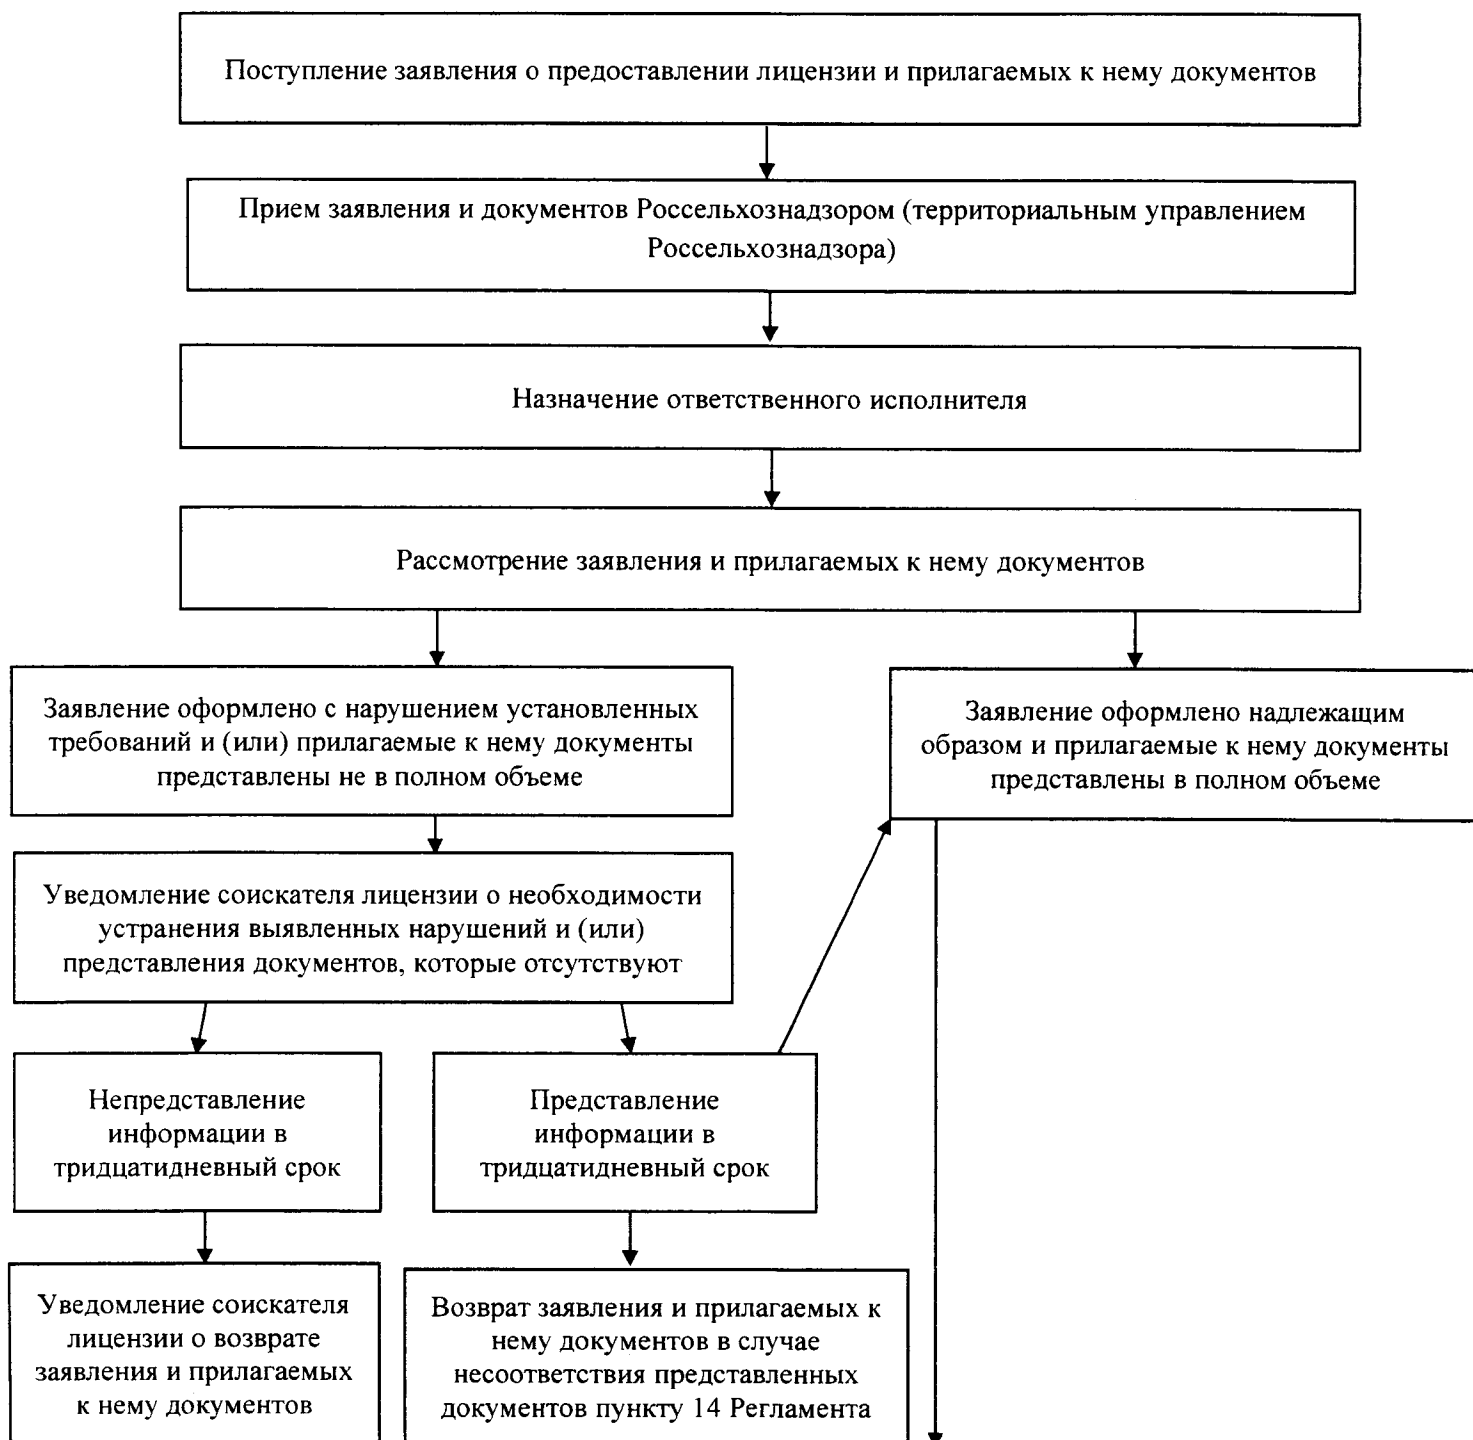 Поступление заявления о предоставлении лицензии и прилагаемых к нему документов
Прием заявления и документов Россельхознадзором (территориальным управлением
Россельхознадзора)
Назначение ответственного исполнителя
Рассмотрение заявления и прилагаемых к нему документов
Заявление оформлено с нарушением установленных
требований и (или) прилагаемые к нему документы
представлены не в полном объеме
Заявление оформлено надлежащим
образом и прилагаемые к нему документы
представлены в полном объеме
Уведомление соискателя лицензии о необходимости
устранения выявленных нарушений и (или)
представления документов, которые отсутствуют
Непредставление
информации в
тридцатидневный срок
Представление
информации в
тридцатидневный срок
Уведомление соискателя
лицензии о возврате
заявления и прилагаемых
к нему документов
Возврат заявления и прилагаемых к
нему документов в случае
несоответствия представленных
документов пункту 14 Регламента